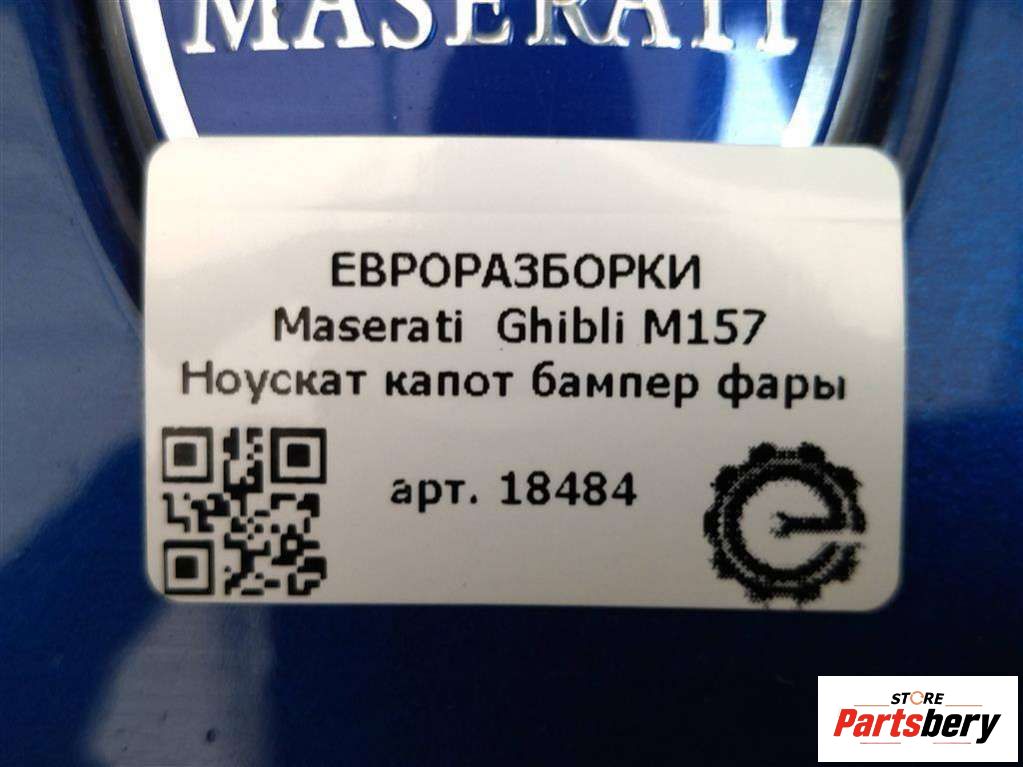 MASERATI
ЕВРОРАЗБОРКИ
Maserati Ghibli M157
Ноускат капот бампер фары
арт. 18484
STORE
Partsbery